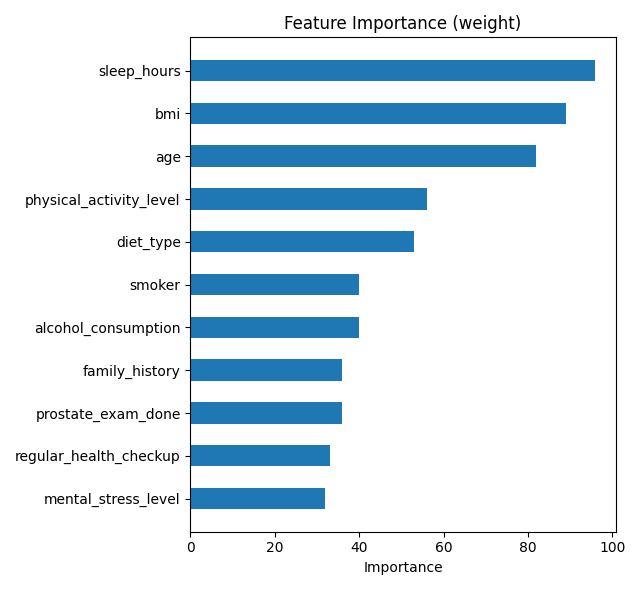 Feature Importance (weight)
sleep_hours
bmi
age
physical_activity_level
diet_type
smoker
alcohol_consumption
family_history
prostate_exam_done
regular_health_checkup
mental_stress_level
0 20 40 60 80 100
Importance